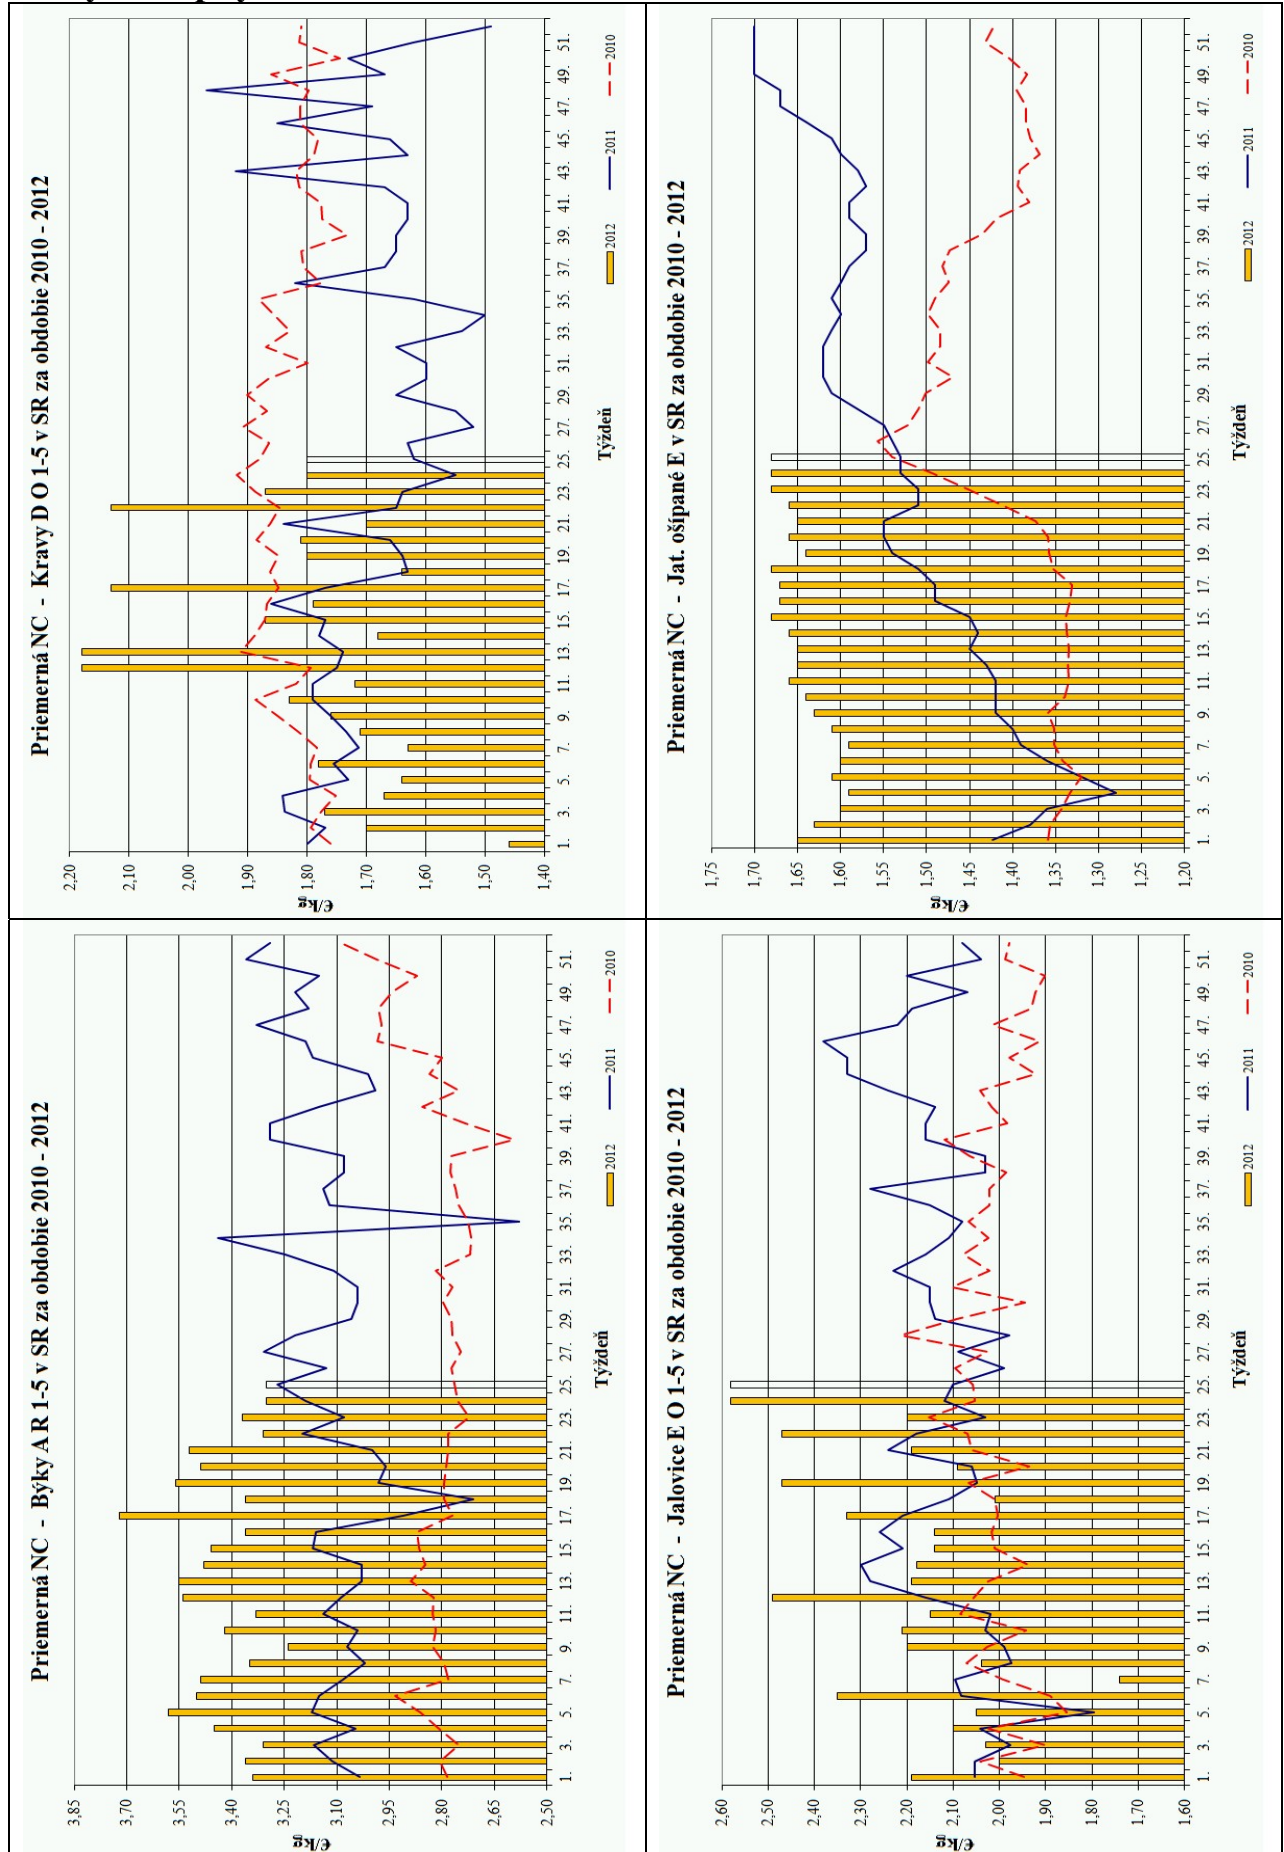 Priemerná NC - Býky A R 1-5 v SR za obdobie 2010 - 2012
€/kg
3,85
3,70
3,55
3,40
3,25
3,10
2,95
2,80
2,65
2,50
1. 3. 5. 7. 9. 11. 13. 15. 17. 19. 21. 23. 25. 27. 29. 31. 33. 35. 37. 39. 41. 43. 45. 47. 49. 51.
Týždeň
2012 2011 2010
Priemerná NC - Kravy D O 1-5 v SR za obdobie 2010 - 2012
€/kg
2,20
2,10
2,00
1,90
1,80
1,70
1,60
1,50
1,40
1. 3. 5. 7. 9. 11. 13. 15. 17. 19. 21. 23. 25. 27. 29. 31. 33. 35. 37. 39. 41. 43. 45. 47. 49. 51.
Týždeň
2012 2011 2010
Priemerná NC - Jalovice E O 1-5 v SR za obdobie 2010 - 2012
€/kg
2,60
2,50
2,40
2,30
2,20
2,10
2,00
1,90
1,80
1,70
1,60
1. 3. 5. 7. 9. 11. 13. 15. 17. 19. 21. 23. 25. 27. 29. 31. 33. 35. 37. 39. 41. 43. 45. 47. 49. 51.
Týždeň
2012 2011 2010
Priemerná NC - Jat. ošípané E v SR za obdobie 2010 - 2012
€/kg
1,75
1,70
1,65
1,60
1,55
1,50
1,45
1,40
1,35
1,30
1,25
1,20
1. 3. 5. 7. 9. 11. 13. 15. 17. 19. 21. 23. 25. 27. 29. 31. 33. 35. 37. 39. 41. 43. 45. 47. 49. 51.
Týždeň
2012 2011 2010